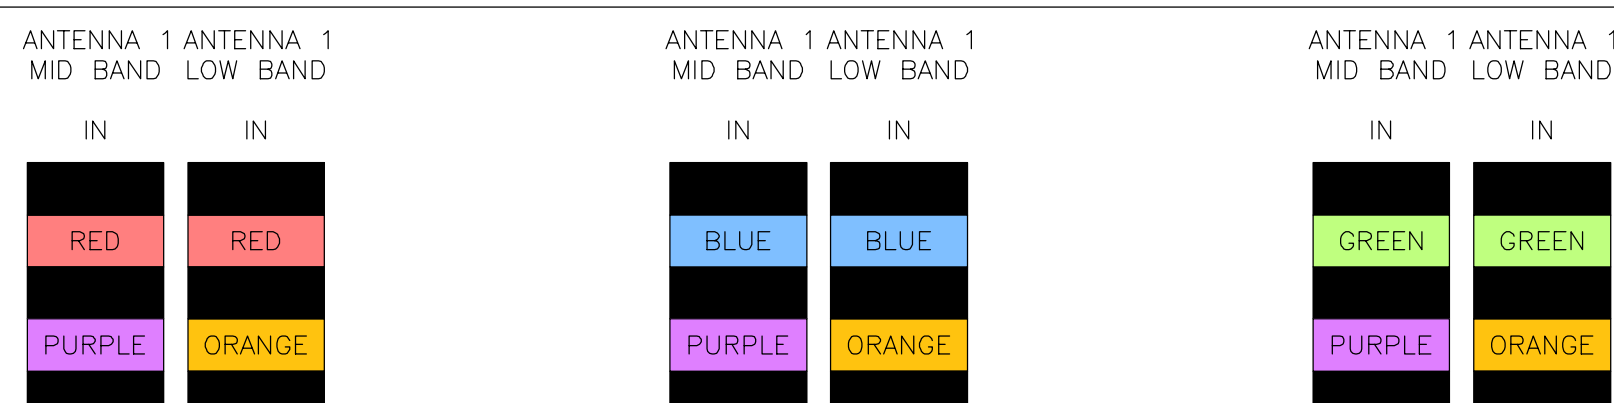 ANTENNA 1 ANTENNA 1 ANTENNA 1 ANTENNA 1 ANTENNA 1 ANTENNA 1
MID BAND LOW BAND MID BAND LOW BAND MID BAND LOW BAND
IN IN IN IN IN IN
RED RED BLUE BLUE GREEN GREEN
PURPLE ORANGE PURPLE ORANGE PURPLE ORANGE